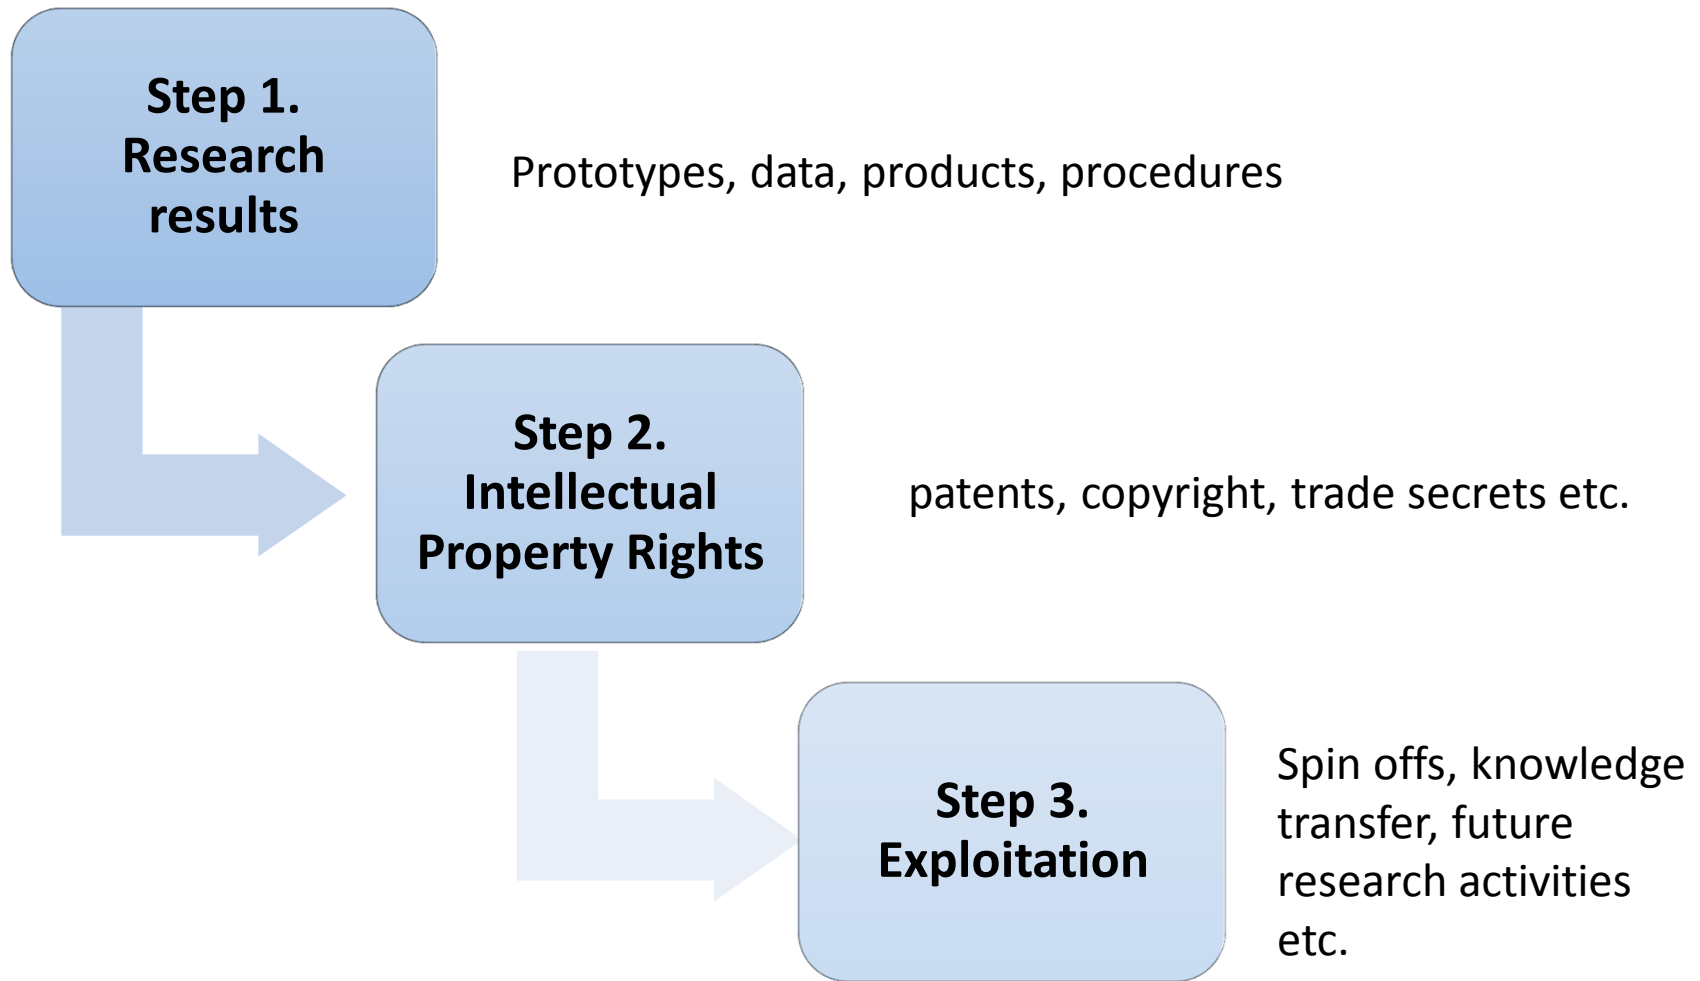 Step 1.
Research
results
Prototypes, data, products, procedures
Step 2.
Intellectual
Property Rights
patents, copyright, trade secrets etc.
Step 3.
Exploitation
Spin offs, knowledge
transfer, future
research activities
etc.